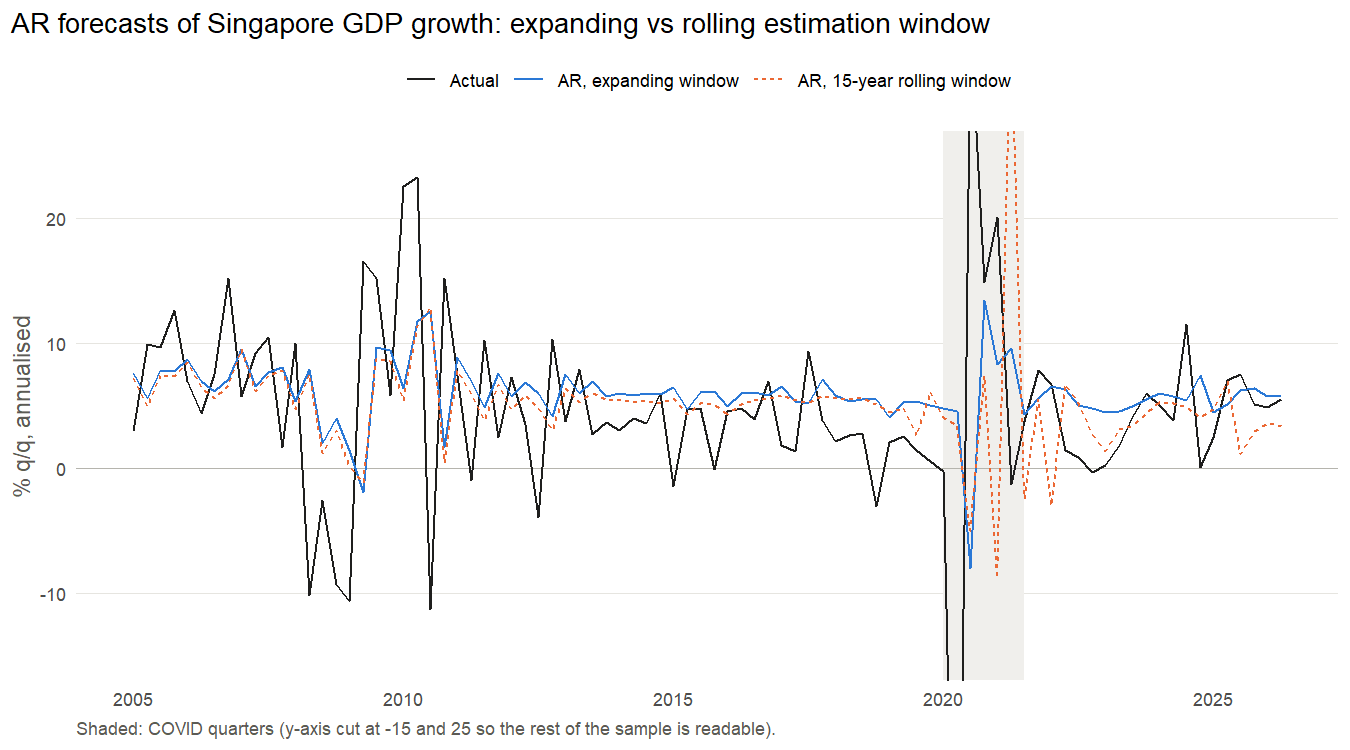 AR forecasts of Singapore GDP growth: expanding vs rolling estimation window
Actual AR, expanding window AR, 15-year rolling window
% q/q, annualised
20
10
0
-10
2005 2010 2015 2020 2025
Shaded: COVID quarters (y-axis cut at -15 and 25 so the rest of the sample is readable).